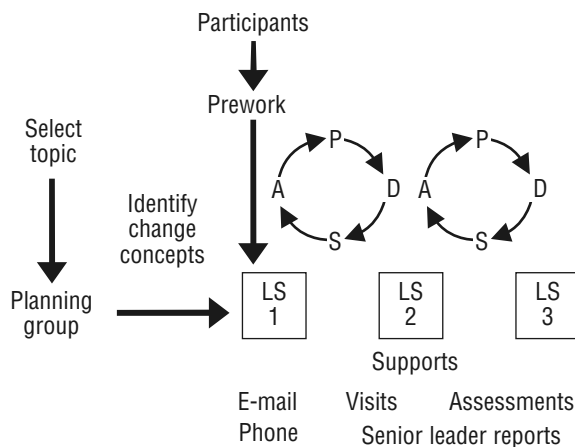 Participants
Prework
Select
topic
P
P
A
D
A
D
Identify
change
concepts
S
S
Planning
group
LS
1
LS
2
LS
3
Supports
E-mail Visits Assessments
Phone Senior leader reports